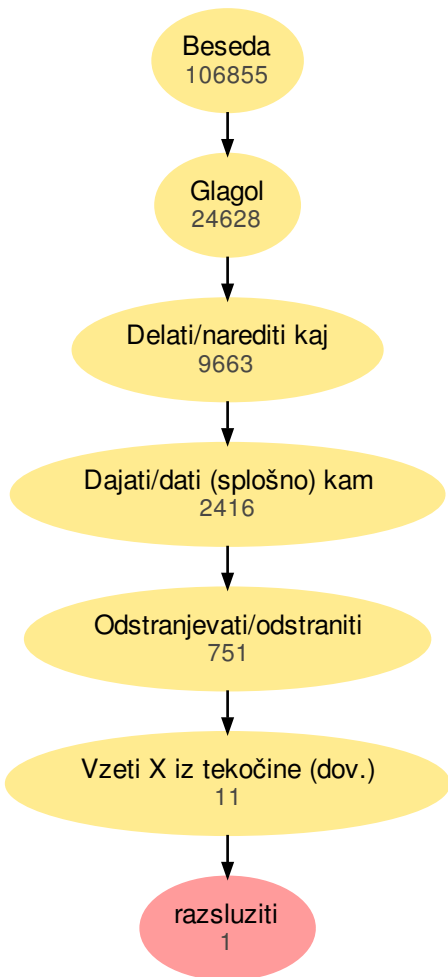 Beseda
106855
Glagol
24628
Delati/narediti kaj
9663
Dajati/dati (splošno) kam
2416
Odstranjevati/odstraniti
751
Vzeti X iz tekočine (dov.)
11
razsluziti
1